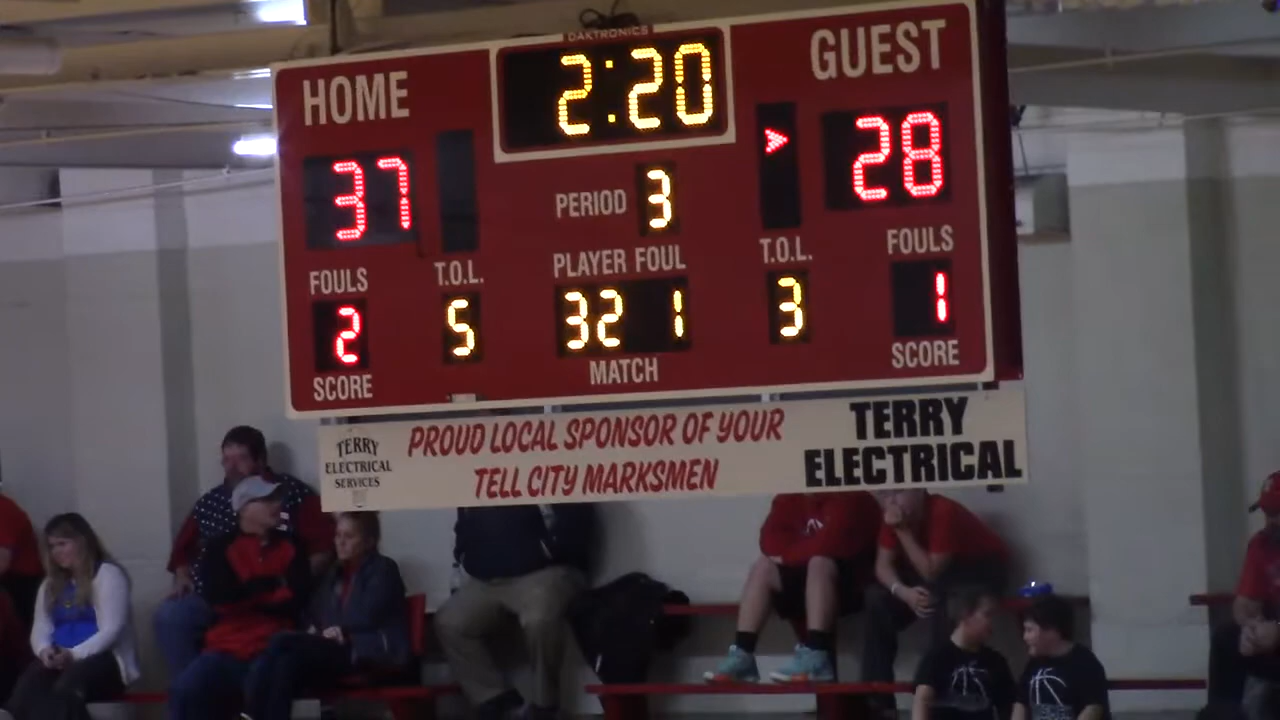 DAKTRONICS
HOME 2:20 GUEST
37 28
PERIOD 3
FOULS T.O.L. PLAYER FOUL T.O.L. FOULS
2 5 32 1 3 1
SCORE MATCH SCORE
TERRY
ELECTRICAL
SERVICES
PROUD LOCAL SPONSOR OF YOUR
TELL CITY MARKSMEN
TERRY
ELECTRICAL